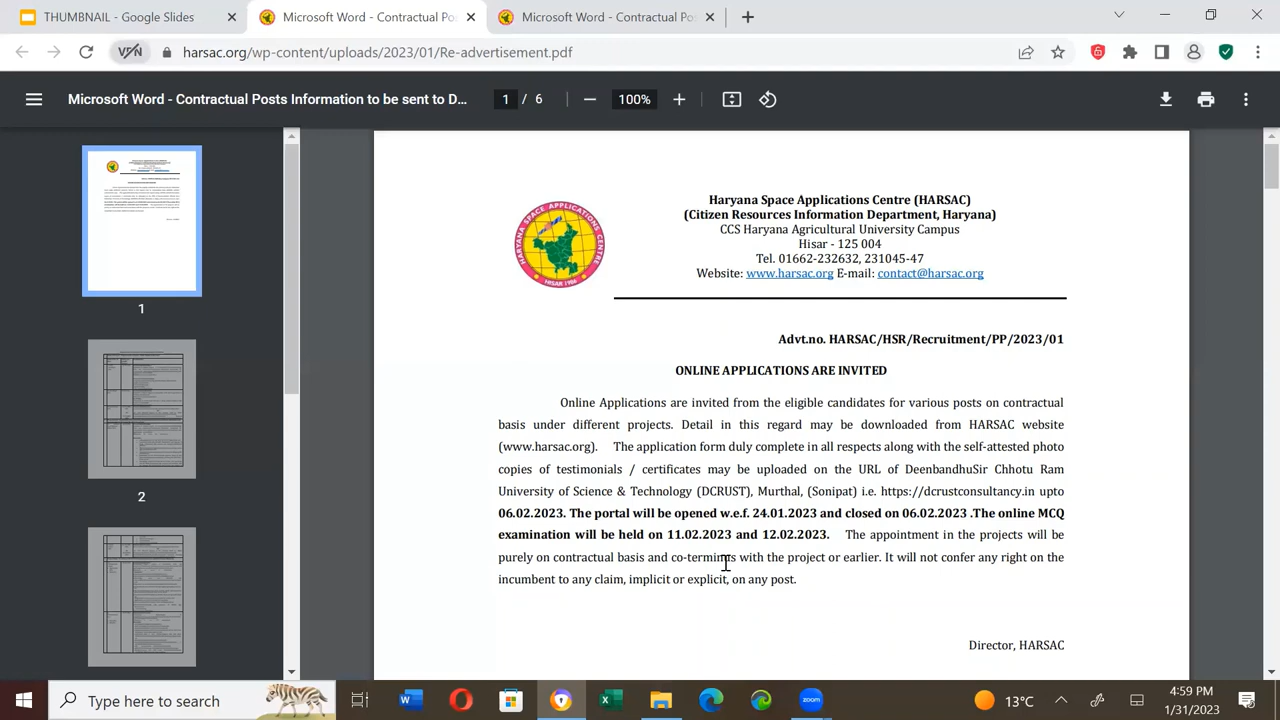 THUMBNAIL - Google Slides
Microsoft Word - Contractual Po
Microsoft Word - Contractual Po
VPN
harsac.org/wp-content/uploads/2023/01/Re-advertisement.pdf
Microsoft Word - Contractual Posts Information to be sent to D...
1 / 6
100%
1
2
HARYANA SPACE APPLICATIONS CENTRE
HISAR 1986
Haryana Space Applications Centre (HARSAC)
(Citizen Resources Information Department, Haryana)
CCS Haryana Agricultural University Campus
Hisar - 125 004
Tel. 01662-232632, 231045-47
Website: www.harsac.org E-mail: contact@harsac.org
Advt.no. HARSAC/HSR/Recruitment/PP/2023/01
ONLINE APPLICATIONS ARE INVITED
Online Applications are invited from the eligible candidates for various posts on contractual
basis under different projects. Detail in this regard may be downloaded from HARSAC website
(www.harsac.org). The application form duly complete in all respects along with the self-attested photo
copies of testimonials / certificates may be uploaded on the URL of DeenbandhuSir Chhotu Ram
University of Science & Technology (DCRUST), Murthal, (Sonipat) i.e. https://dcrustconsultancy.in upto
06.02.2023. The portal will be opened w.e.f. 24.01.2023 and closed on 06.02.2023 .The online MCQ
examination will be held on 11.02.2023 and 12.02.2023. The appointment in the projects will be
purely on contractual basis and co-terminus with the project or earlier. It will not confer any right on the
incumbent to any claim, implicit or explicit, on any post.
Director, HARSAC
Type here to search
zoom
13°C
4:59 PM
1/31/2023